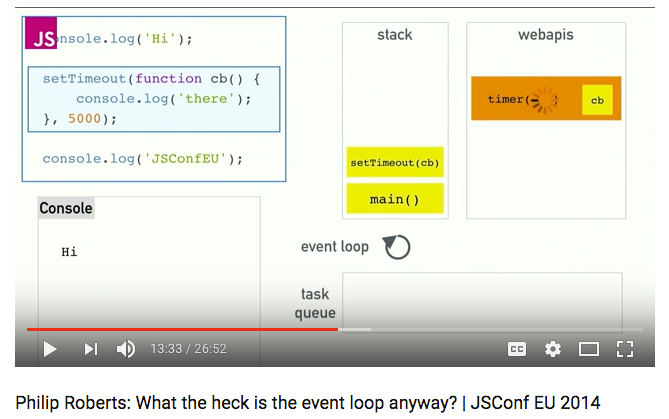 JS
nsole.log('Hi');
setTimeout(function cb() {
console.log('there');
}, 5000);
console.log('JSConfEU');
Console
Hi
stack
setTimeout(cb)
main()
webapis
timer( )
cb
event loop
task
queue
13:33 / 26:52
CC
Philip Roberts: What the heck is the event loop anyway? | JSConf EU 2014